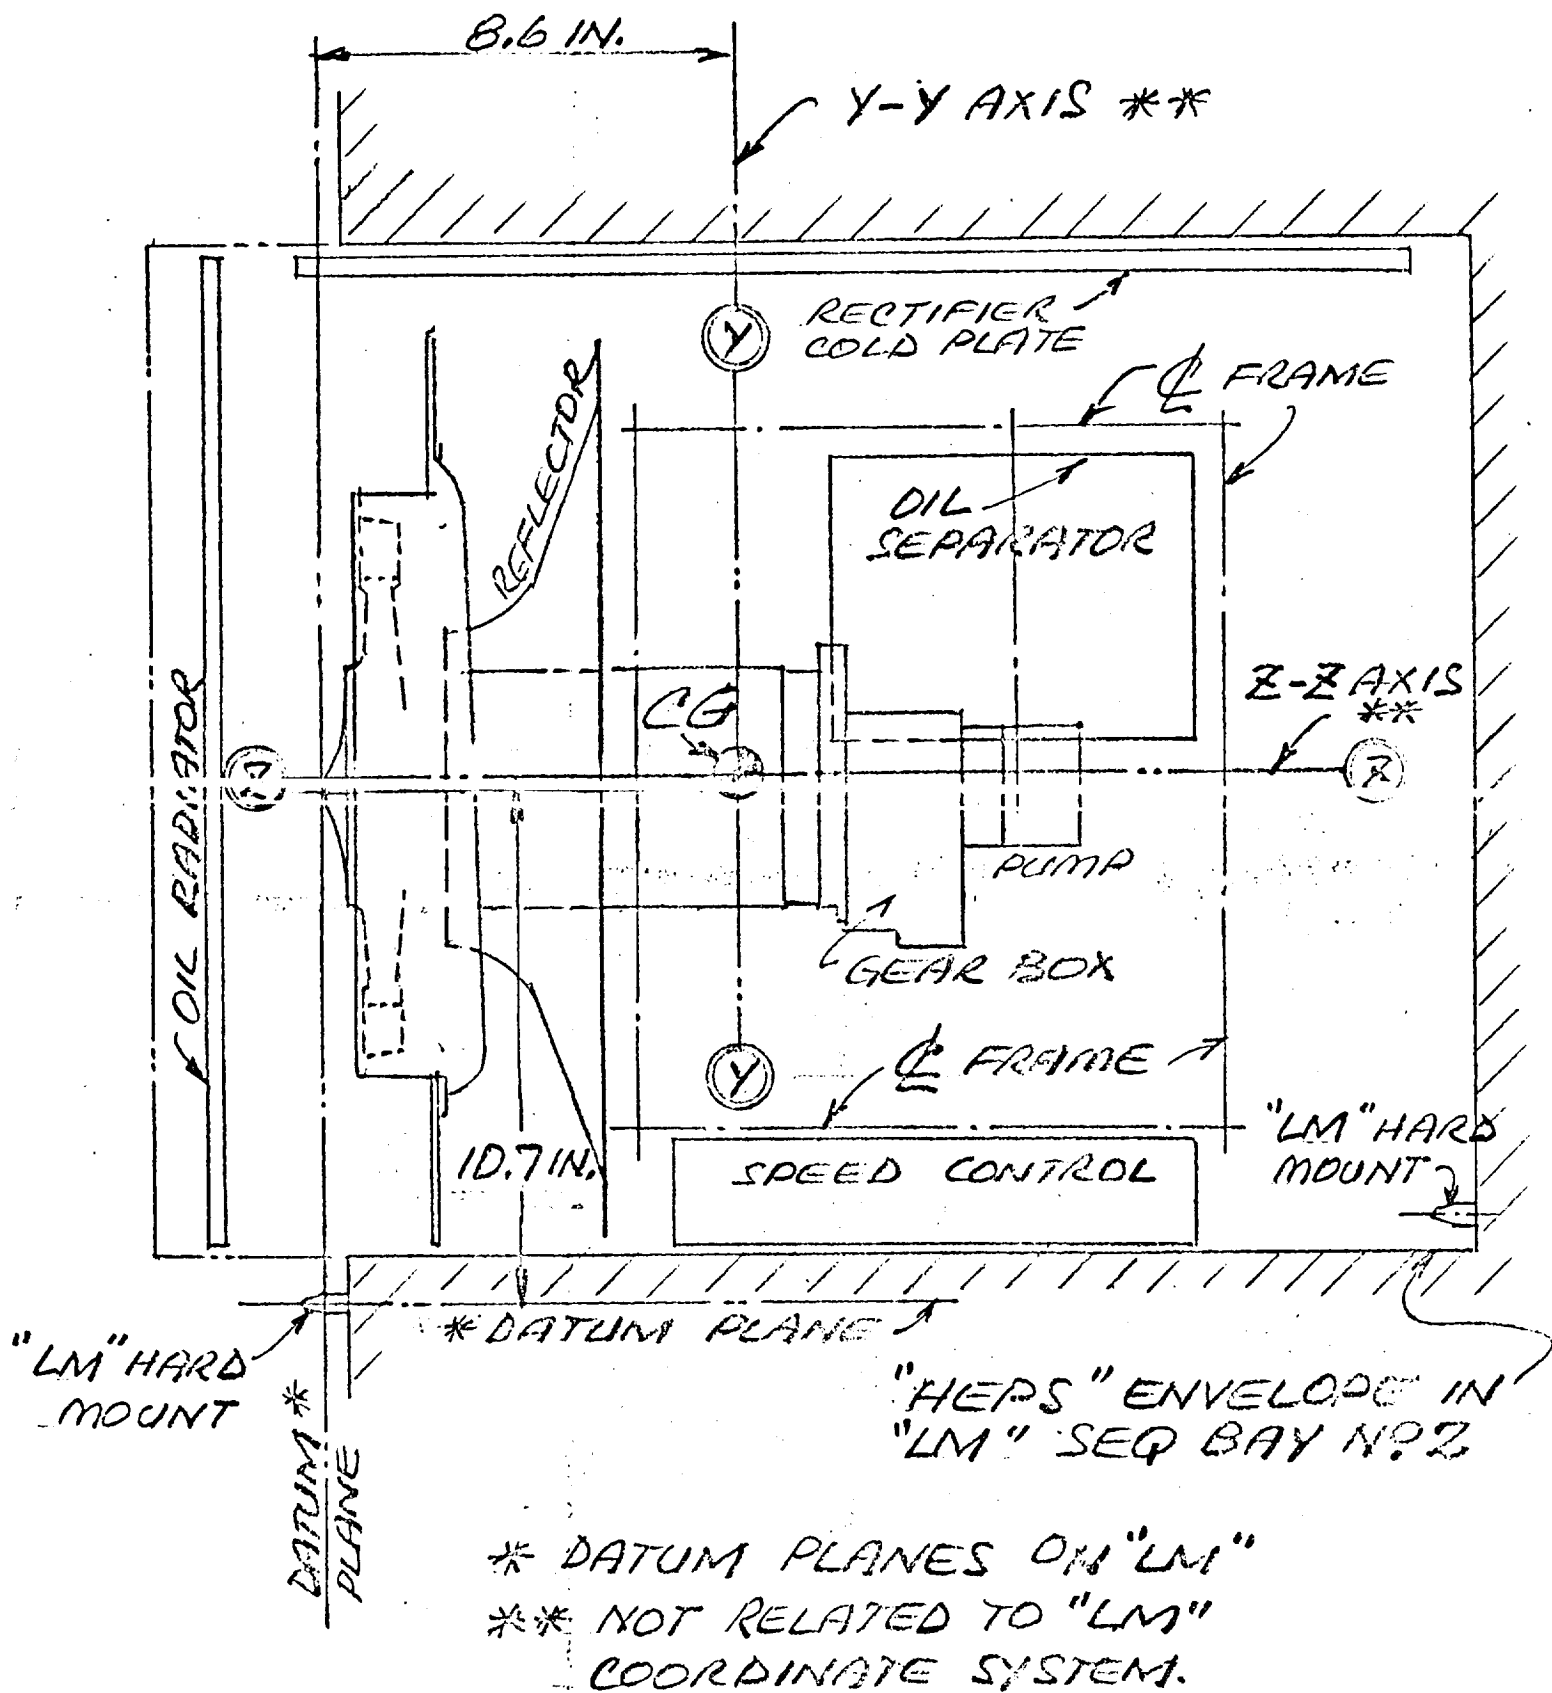 8.6 IN.
Y-Y AXIS **
RECTIFIER
COLD PLATE
Y
℄ FRAME
REFLECTOR
OIL
SEPARATOR
Z-Z AXIS
**
CG
Z
Z
OIL RADIATOR
PUMP
GEAR BOX
℄ FRAME
Y
"LM" HARD
MOUNT
10.7 IN.
SPEED CONTROL
* DATUM PLANE
"LM" HARD
MOUNT
DATUM *
PLANE
"HEPS" ENVELOPE IN
"LM" SEQ BAY Nº 2
* DATUM PLANES ON "LM"
** NOT RELATED TO "LM"
COORDINATE SYSTEM.